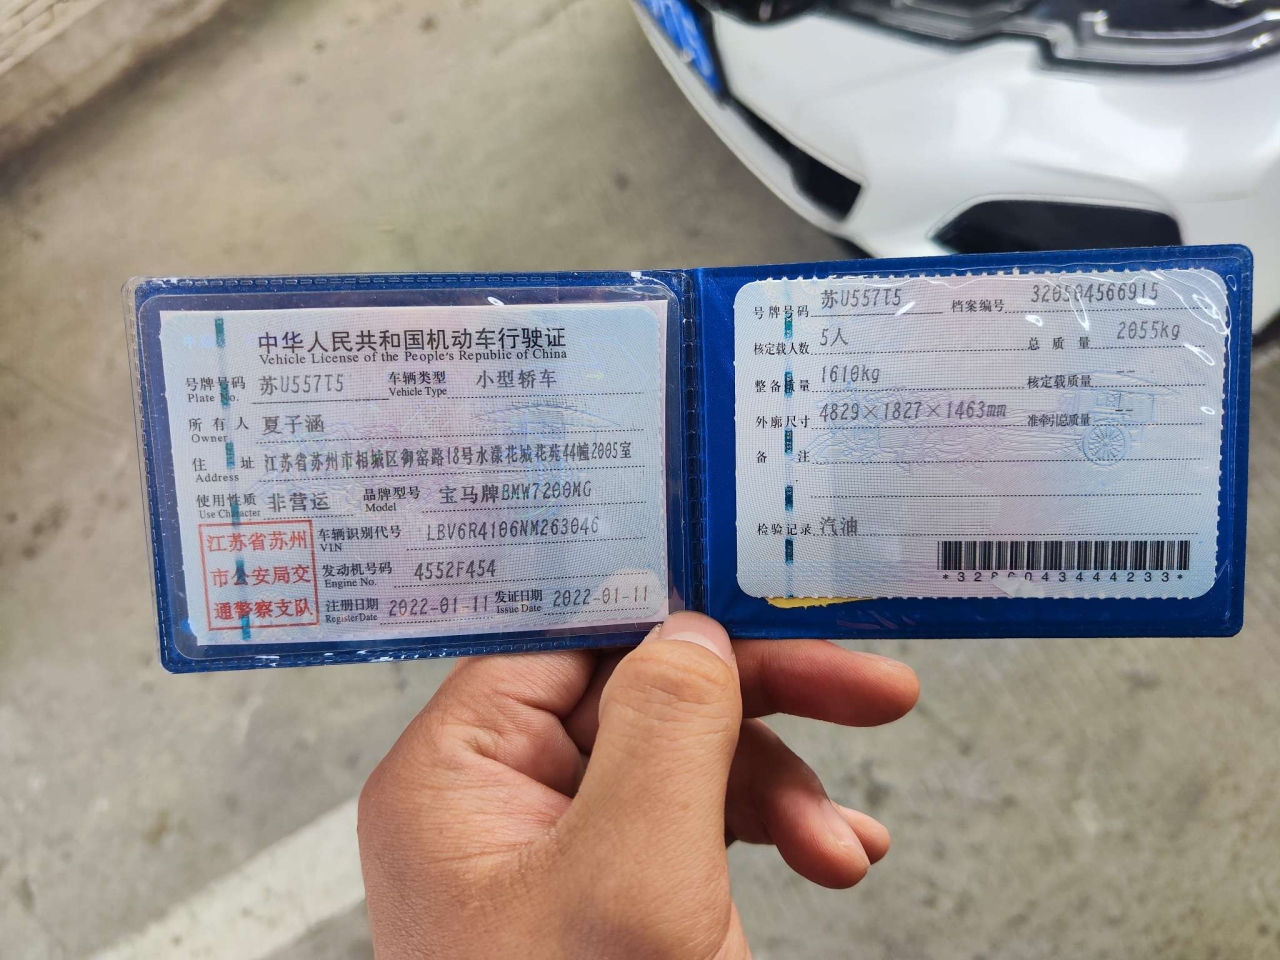 中华人民共和国机动车行驶证
Vehicle License of the People's Republic of China
号牌号码 苏U557T5 车辆类型 小型轿车
Plate No. Vehicle Type
所有人 夏子涵
Owner
住址 江苏省苏州市相城区御窑路18号水漾花城花苑44幢2005室
Address
使用性质 非营运 品牌型号 宝马牌BMW7200MG
Use Character Model
江苏省苏州
市公安局交
通警察支队
车辆识别代号 LBV6R4106NM263046
VIN
发动机号码 4552F454
Engine No.
注册日期 2022-01-11 发证日期 2022-01-11
Register Date Issue Date
号牌号码 苏U557T5 档案编号 320504566915
核定载人数 5人 总质量 2055kg
整备质量 1610kg 核定载质量 --
外廓尺寸 4829×1827×1463mm 准牵引总质量 --
备注
检验记录 汽油